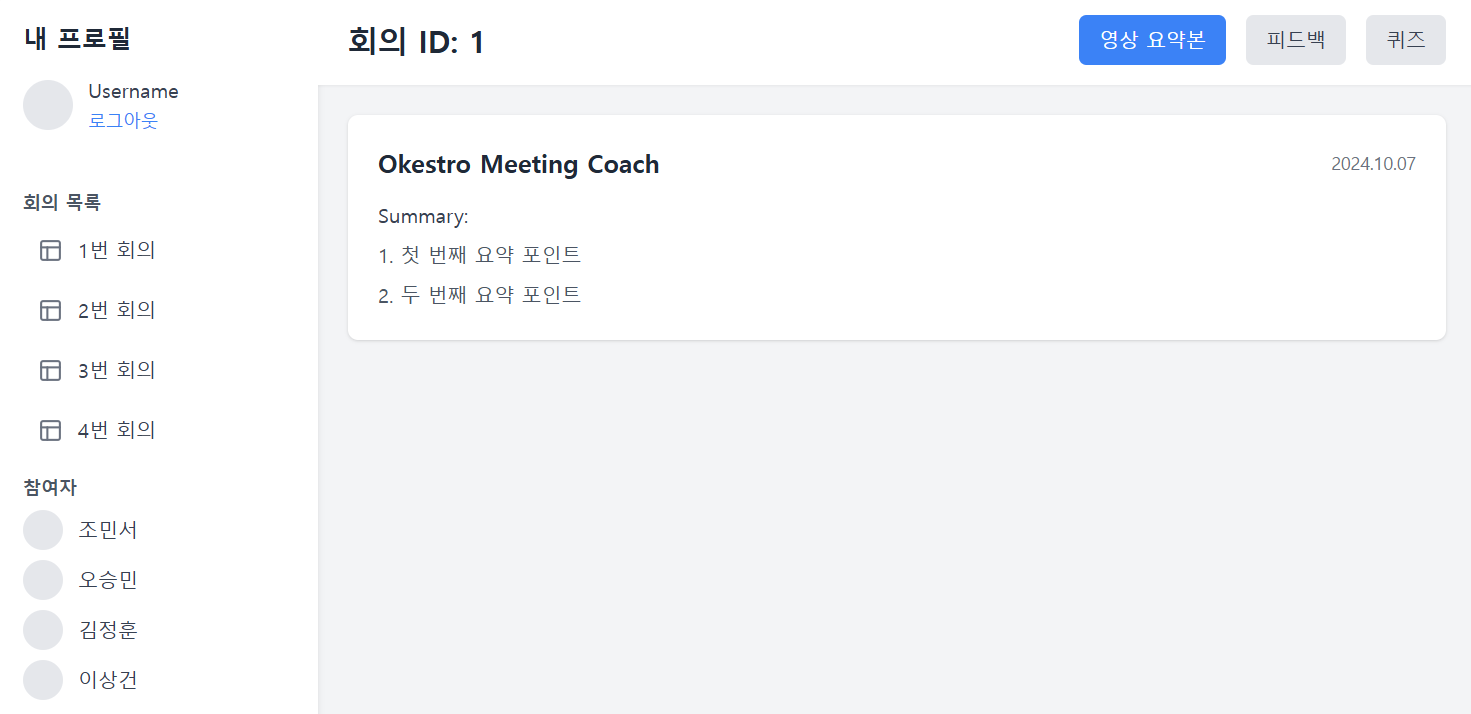 내 프로필
Username
로그아웃
회의 목록
1번 회의
2번 회의
3번 회의
4번 회의
참여자
조민서
오승민
김정훈
이상건
회의 ID: 1
영상 요약본
피드백
퀴즈
Okestro Meeting Coach
2024.10.07
Summary:
1. 첫 번째 요약 포인트
2. 두 번째 요약 포인트